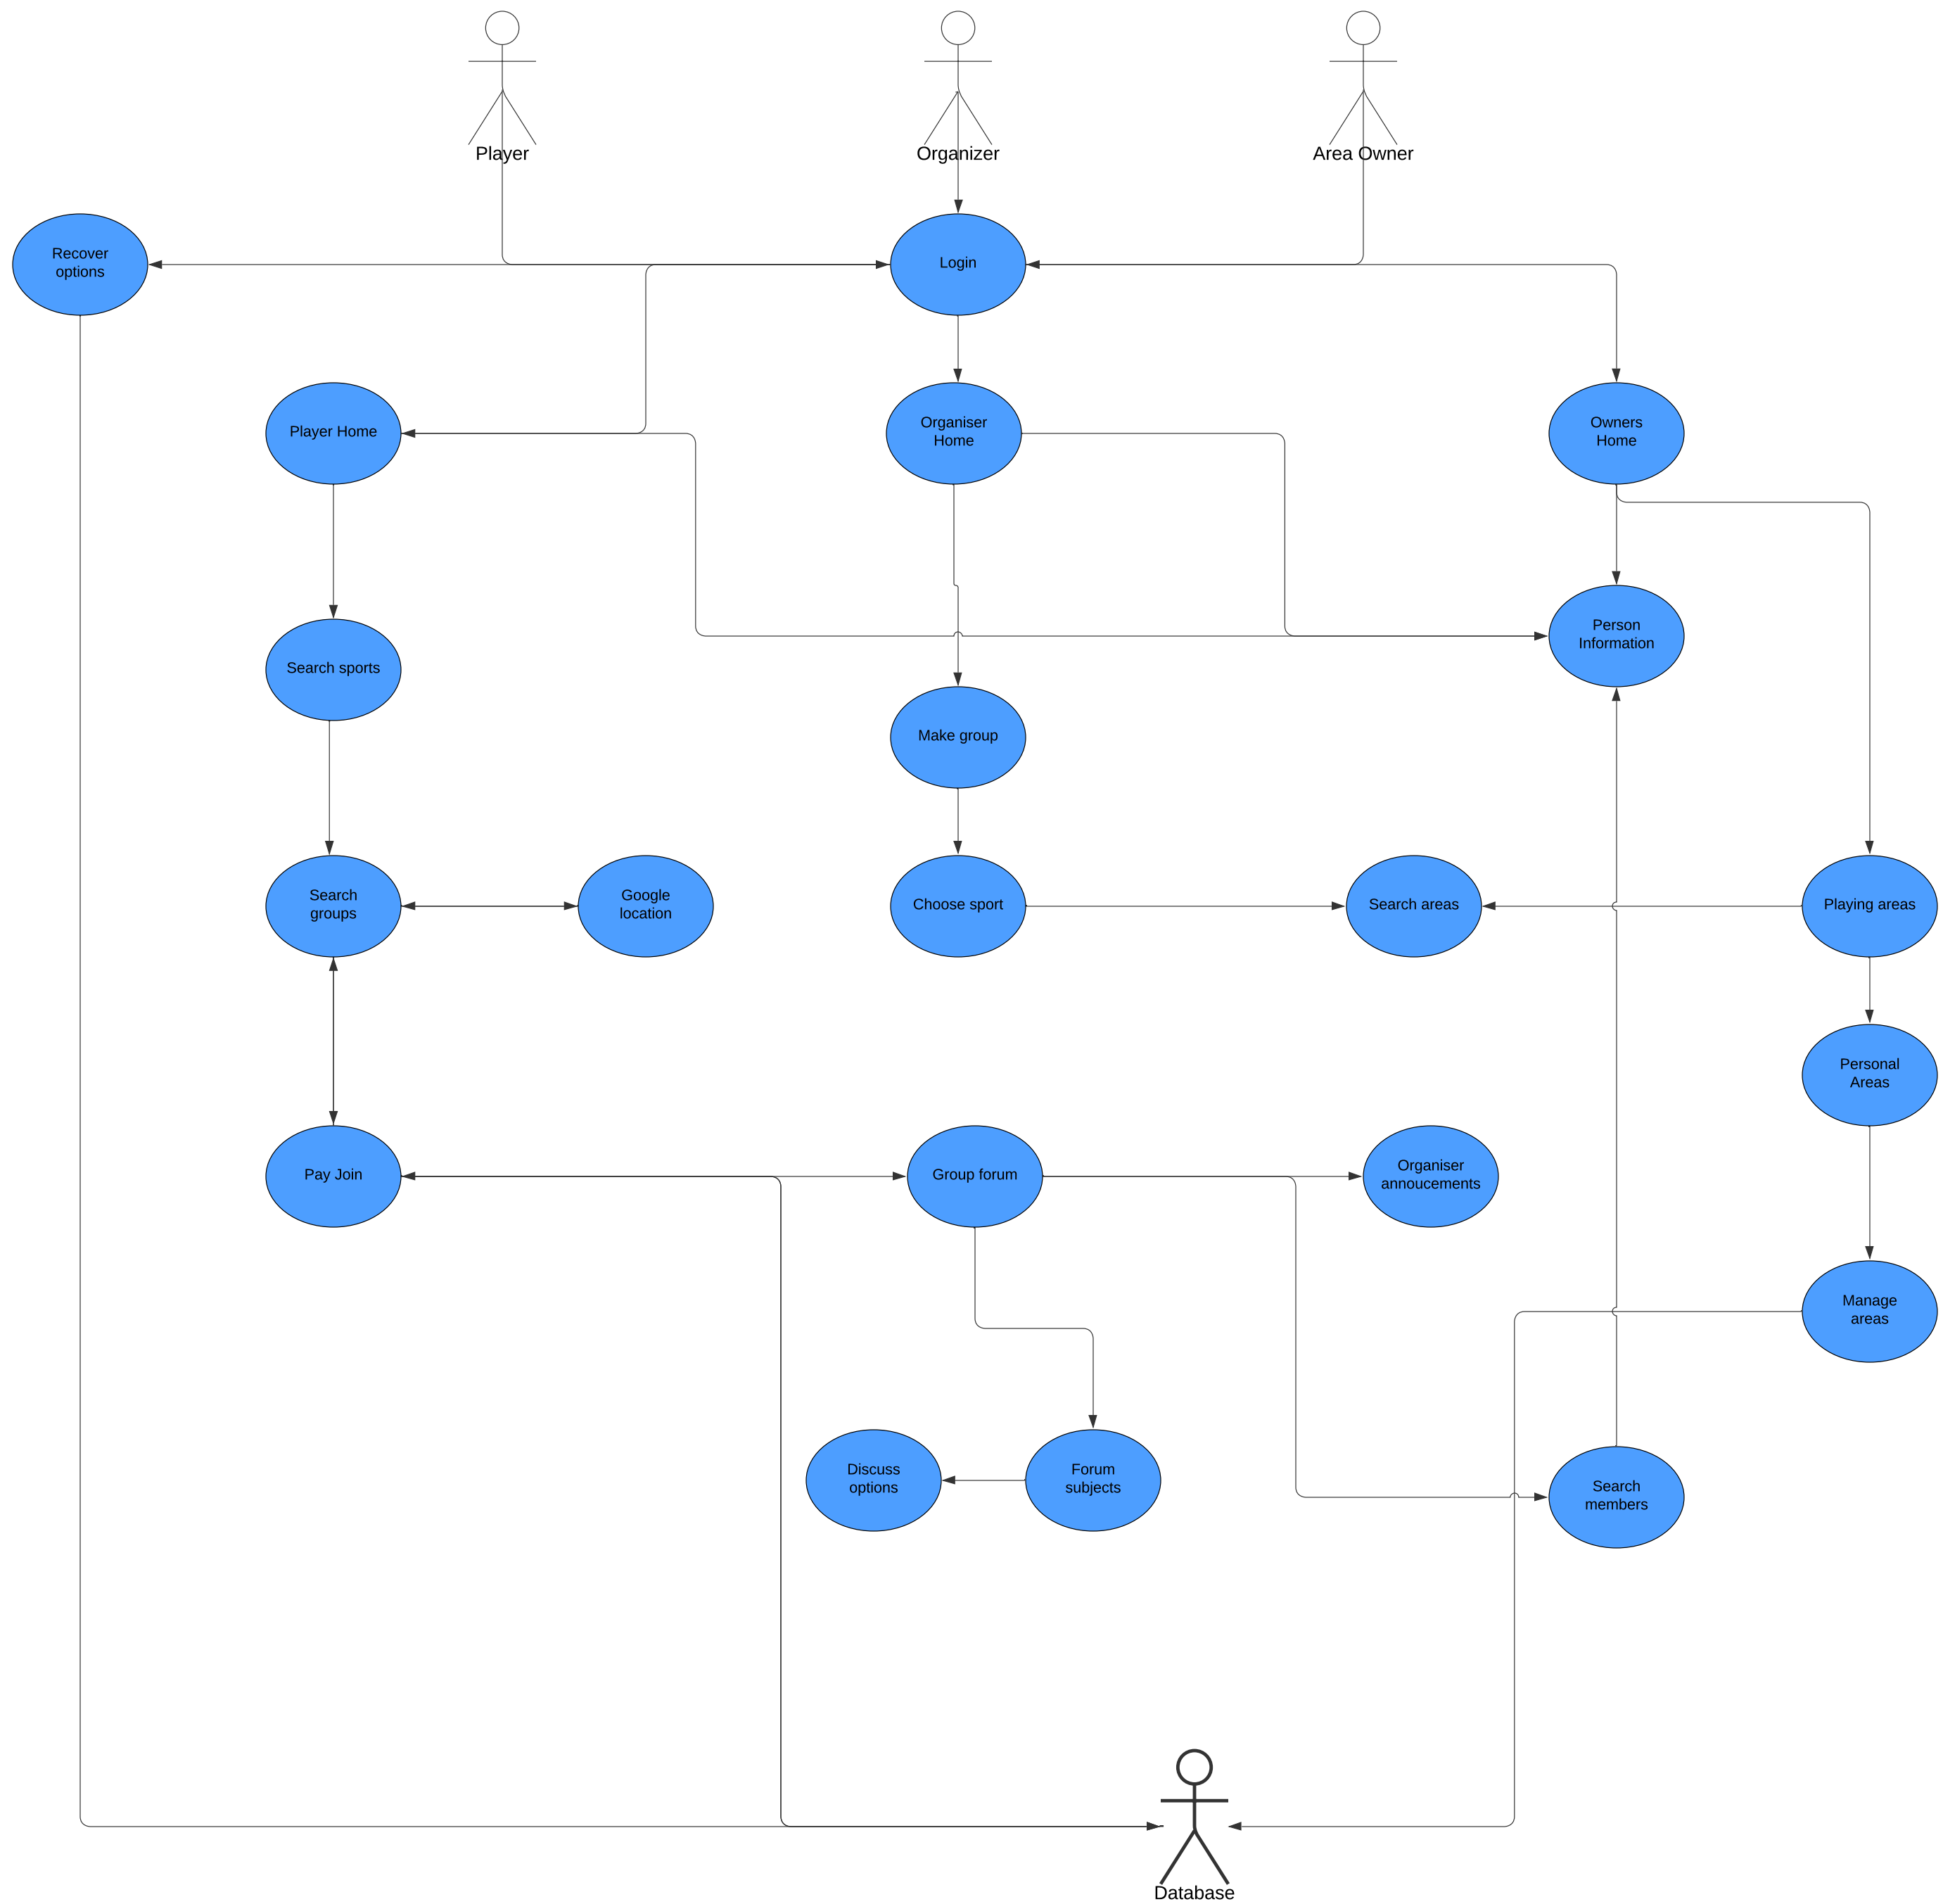 Player
Organizer
Area Owner
Recover
options
Login
Player Home
Organiser
Home
Owners
Home
Person
Information
Search sports
Make group
Search
groups
Google
location
Choose sport
Search areas
Playing areas
Personal
Areas
Pay Join
Group forum
Organiser
annoucements
Manage
areas
Discuss
options
Forum
subjects
Search
members
Database